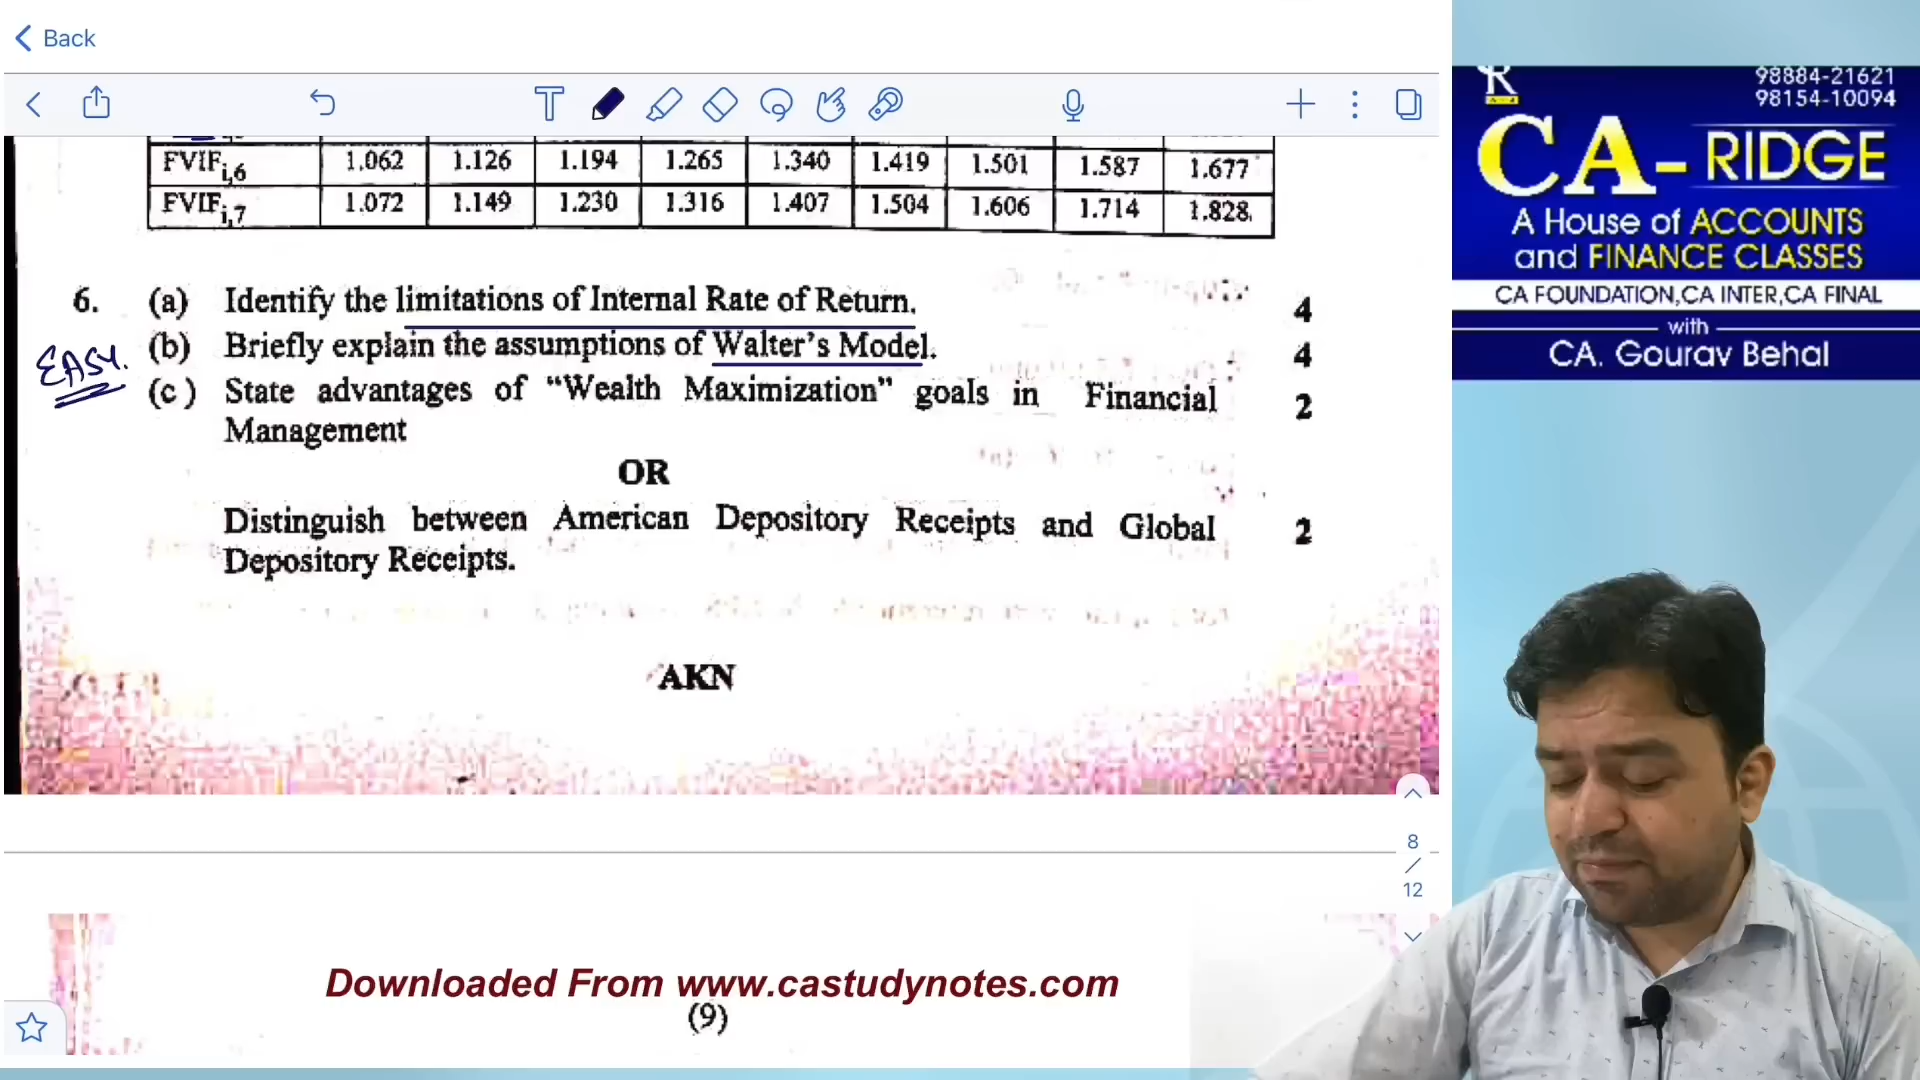 Back
FVIFi,6 1.062 1.126 1.194 1.265 1.340 1.419 1.501 1.587 1.677
FVIFi,7 1.072 1.149 1.230 1.316 1.407 1.504 1.606 1.714 1.828
6. (a) Identify the limitations of Internal Rate of Return. 4
EASY. (b) Briefly explain the assumptions of Walter's Model. 4
(c) State advantages of "Wealth Maximization" goals in Financial 2
Management
OR
Distinguish between American Depository Receipts and Global 2
Depository Receipts.
AKN
8
/
12
Downloaded From www.castudynotes.com
(9)
98884-21621
98154-10094
CA-RIDGE
A House of ACCOUNTS
and FINANCE CLASSES
CA FOUNDATION,CA INTER,CA FINAL
with
CA. Gourav Behal